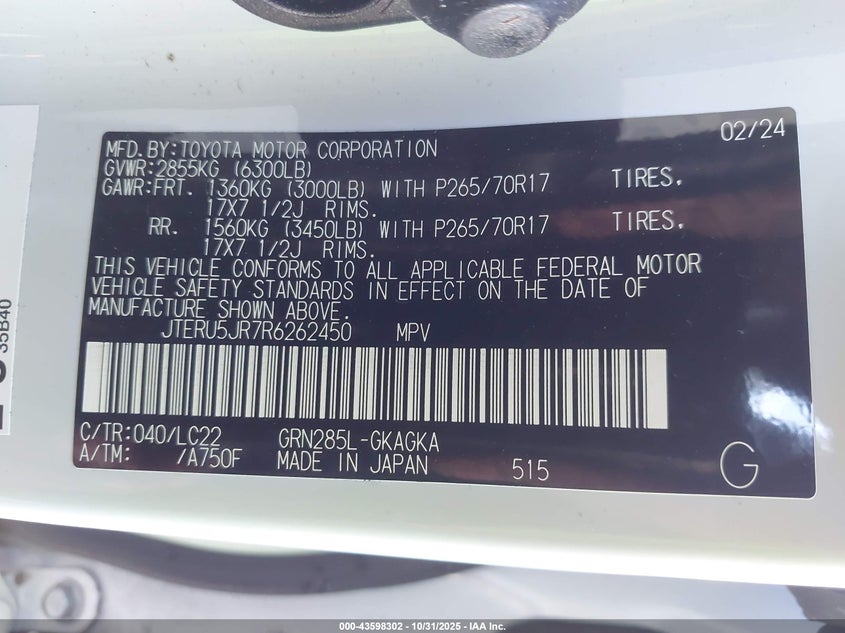 02/24
MFD.BY:TOYOTA MOTOR CORPORATION
GVWR:2855KG (6300LB)
GAWR:FRT. 1360KG (3000LB) WITH P265/70R17 TIRES.
17X7 1/2J RIMS.
RR. 1560KG (3450LB) WITH P265/70R17 TIRES.
17X7 1/2J RIMS.
THIS VEHICLE CONFORMS TO ALL APPLICABLE FEDERAL MOTOR
VEHICLE SAFETY STANDARDS IN EFFECT ON THE DATE OF
MANUFACTURE SHOWN ABOVE.
JTERU5JR7R6262450 MPV
C/TR:040/LC22 GRN285L-GKAGKA
A/TM: /A750F MADE IN JAPAN 515 G
35B40
000-43598302 - 10/31/2025 - IAA Inc.